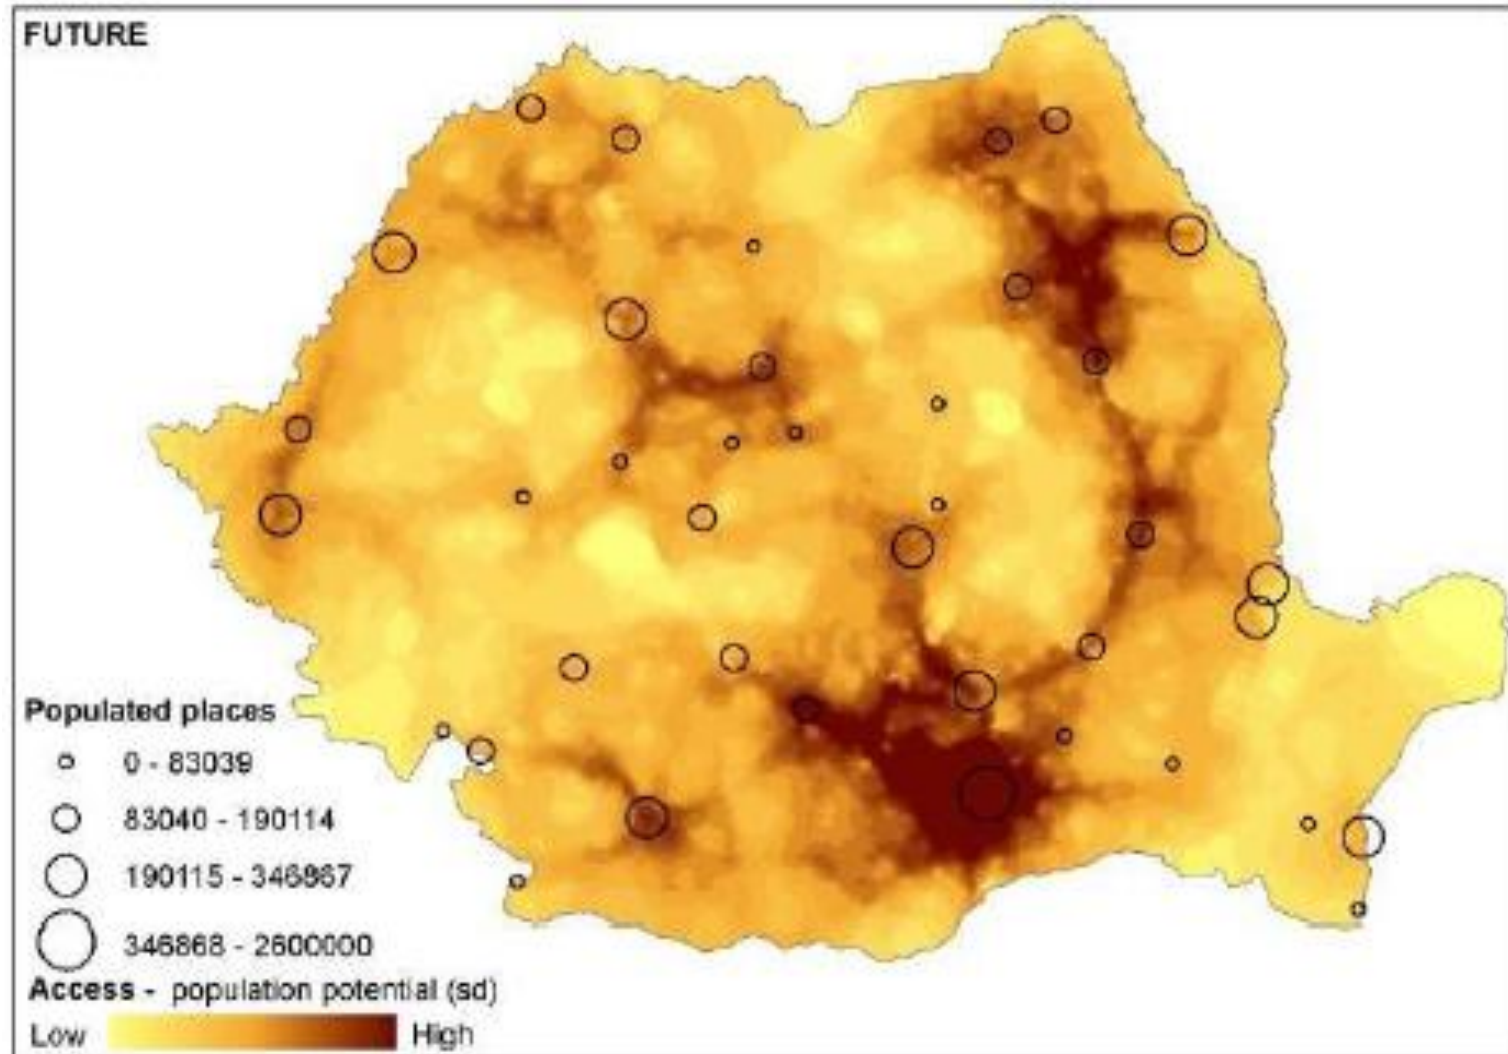 FUTURE
Populated places
0 - 83039
83040 - 190114
190115 - 346867
346868 - 2600000
Access - population potential (sd)
Low High